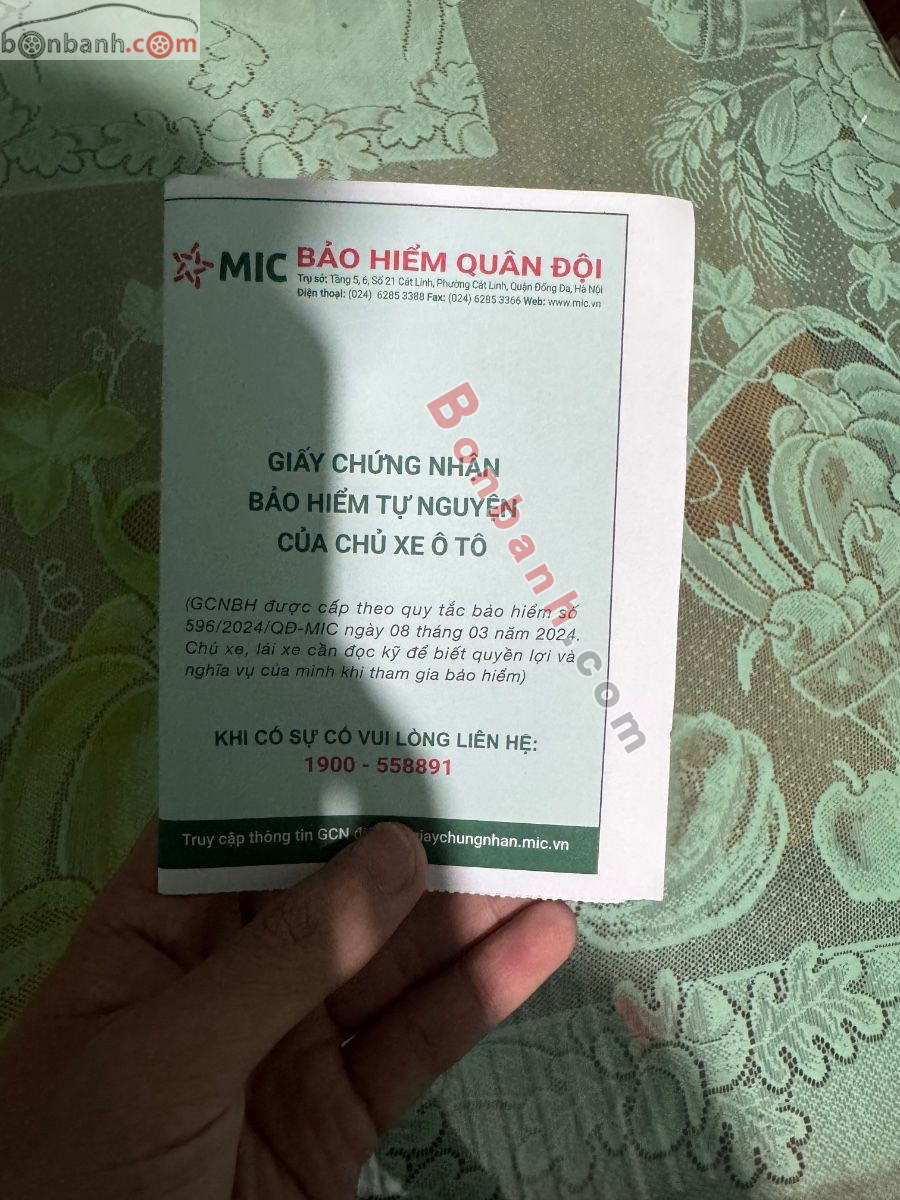 bonbanh.com
MIC BẢO HIỂM QUÂN ĐỘI
Trụ sở: Tầng 5, 6, Số 21 Cát Linh, Phường Cát Linh, Quận Đống Đa, Hà Nội
Điện thoại: (024) 6285 3388 Fax: (024) 6285 3366 Web: www.mic.vn
GIẤY CHỨNG NHẬN
BẢO HIỂM TỰ NGUYỆN
CỦA CHỦ XE Ô TÔ
Bonbanh.com
(GCNBH được cấp theo quy tắc bảo hiểm số
596/2024/QĐ-MIC ngày 08 tháng 03 năm 2024.
Chủ xe, lái xe cần đọc kỹ để biết quyền lợi và
nghĩa vụ của mình khi tham gia bảo hiểm)
KHI CÓ SỰ CỐ VUI LÒNG LIÊN HỆ:
1900 - 558891
Truy cập thông tin GCN giaychungnhan.mic.vn